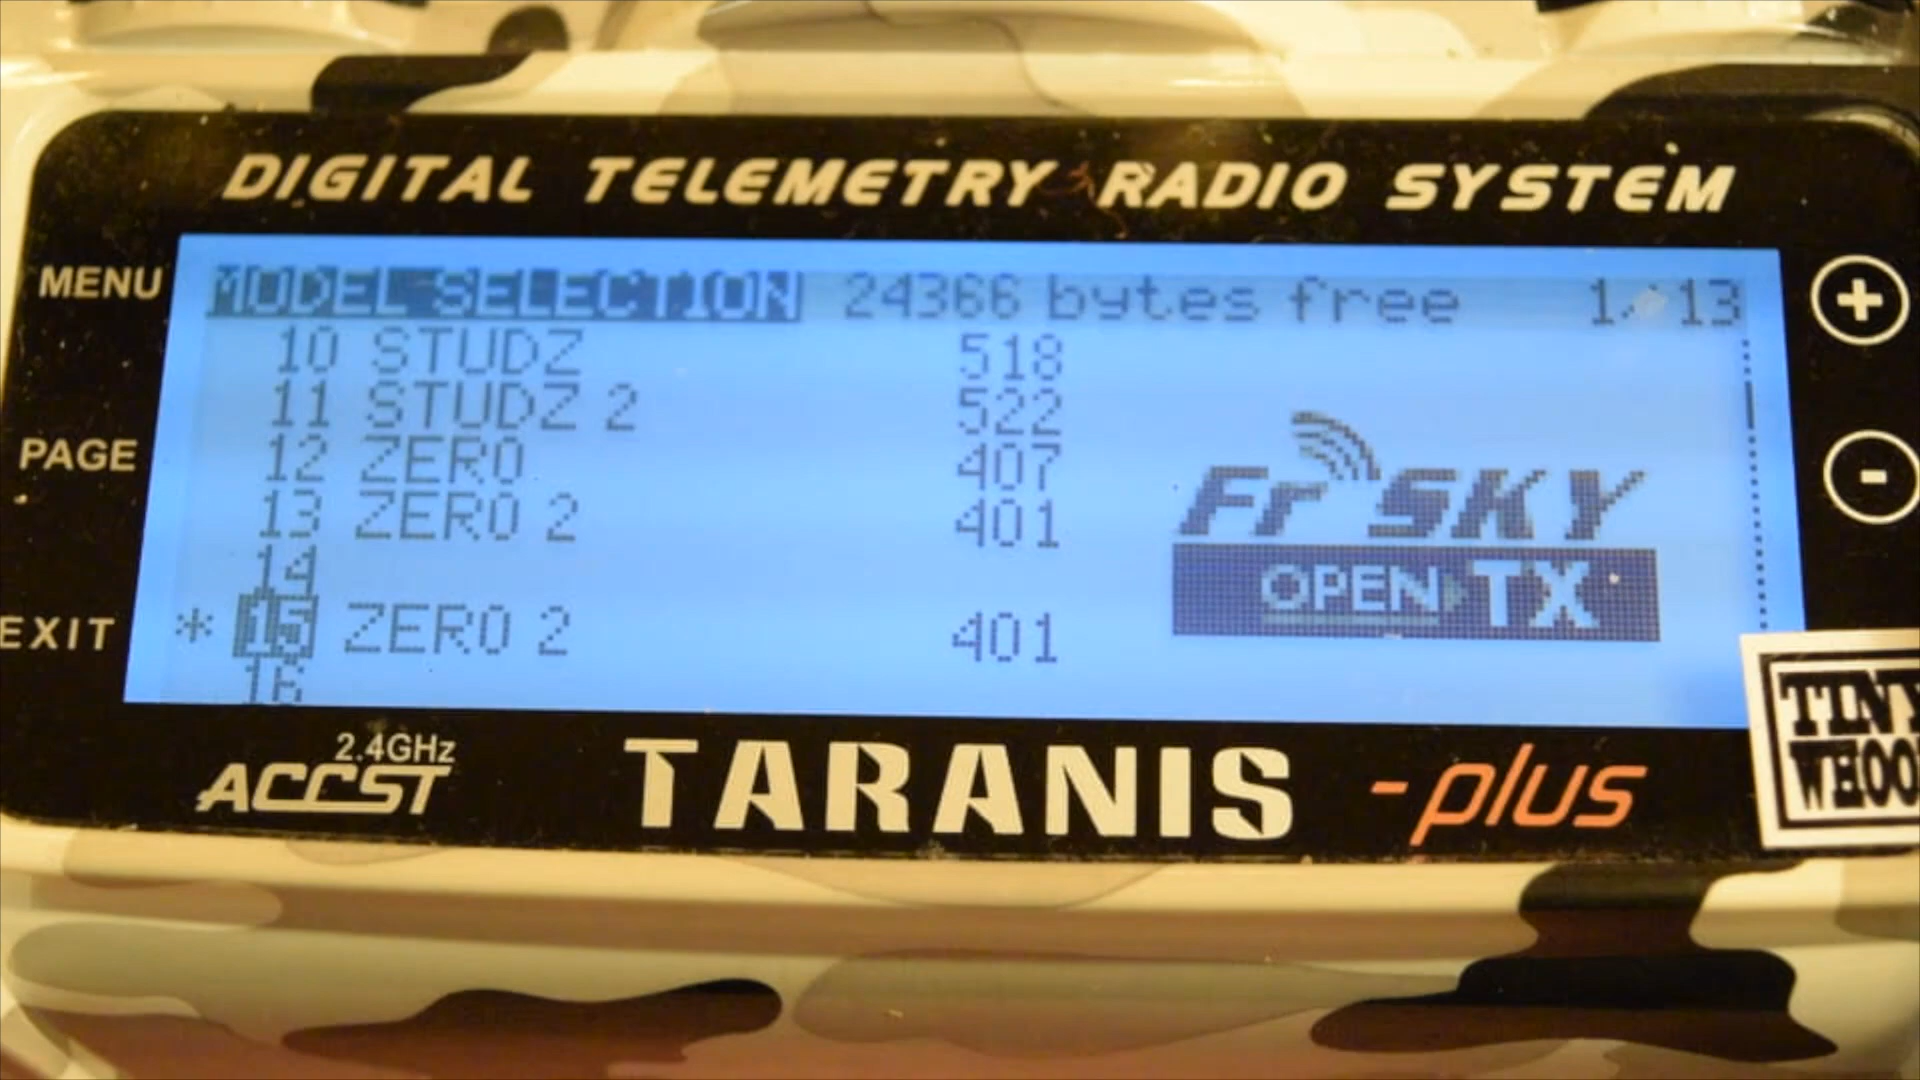 DIGITAL TELEMETRY RADIO SYSTEM
MENU
PAGE
EXIT
MODEL SELECTION 24366 bytes free 1/13
10 STUDZ 518
11 STUDZ 2 522
12 ZERO 407
13 ZERO 2 401
14
* 15 ZERO 2 401
16
FrSKY
OPEN TX
+
-
2.4GHz
ACCST
TARANIS -plus
TINY